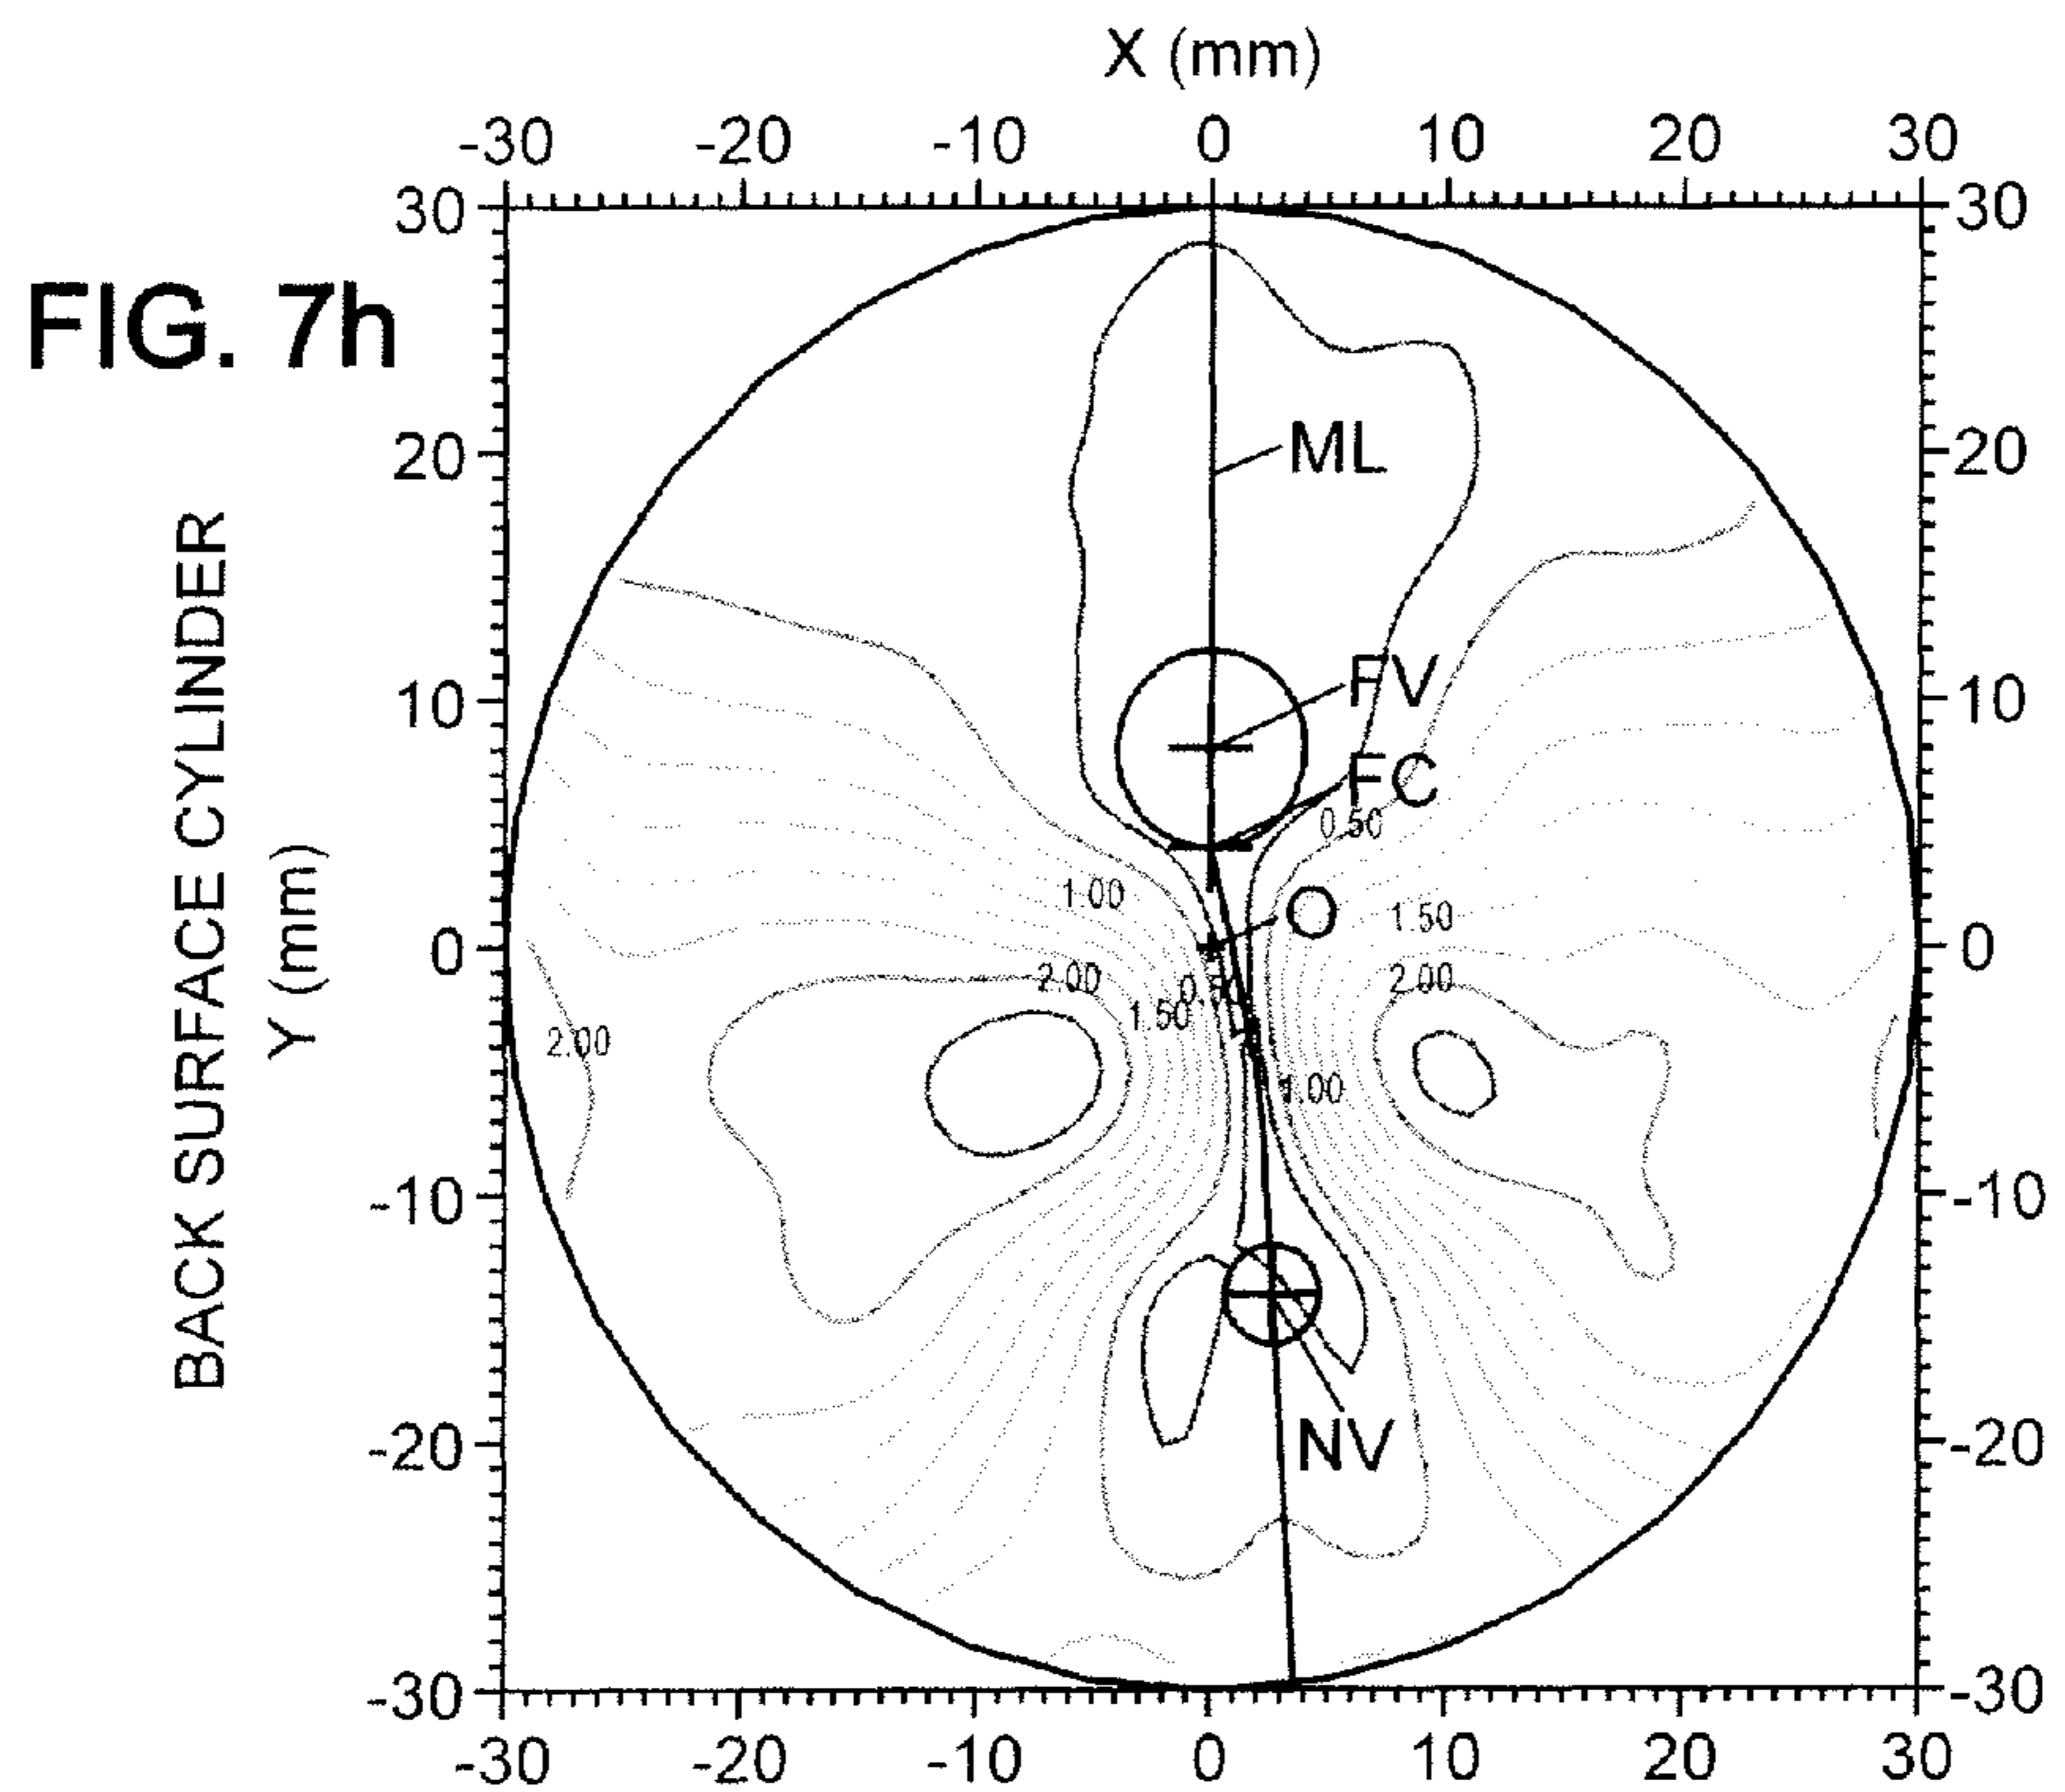 X (mm)
-30 -20 -10 0 10 20 30
30 30
FIG. 7h
ML
20 20
BACK SURFACE CYLINDER
Y (mm)
FV
10 10
FC
0.50
1.00
O 1.50
0 0
2.00 2.00
1.50
2.00
1.00
-10 -10
NV
-20 -20
-30 -30
-30 -20 -10 0 10 20 30